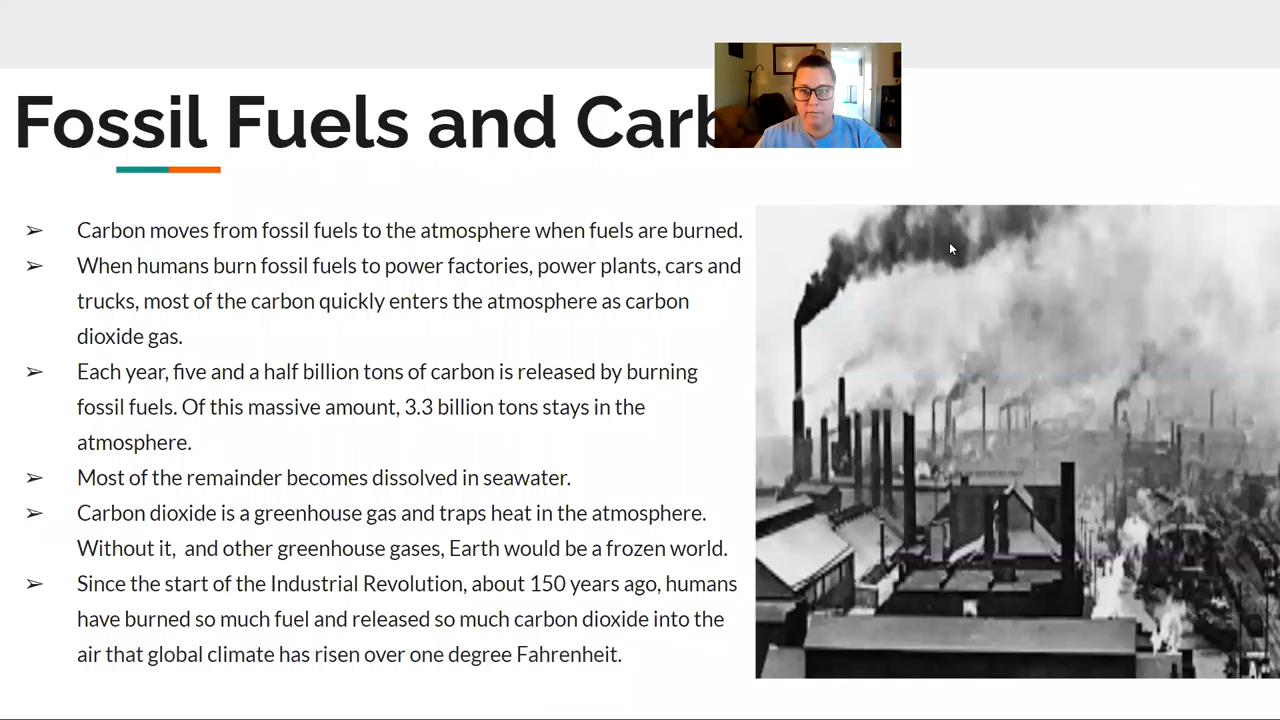 Fossil Fuels and Carb
➢ Carbon moves from fossil fuels to the atmosphere when fuels are burned.
➢ When humans burn fossil fuels to power factories, power plants, cars and
trucks, most of the carbon quickly enters the atmosphere as carbon
dioxide gas.
➢ Each year, five and a half billion tons of carbon is released by burning
fossil fuels. Of this massive amount, 3.3 billion tons stays in the
atmosphere.
➢ Most of the remainder becomes dissolved in seawater.
➢ Carbon dioxide is a greenhouse gas and traps heat in the atmosphere.
Without it, and other greenhouse gases, Earth would be a frozen world.
➢ Since the start of the Industrial Revolution, about 150 years ago, humans
have burned so much fuel and released so much carbon dioxide into the
air that global climate has risen over one degree Fahrenheit.